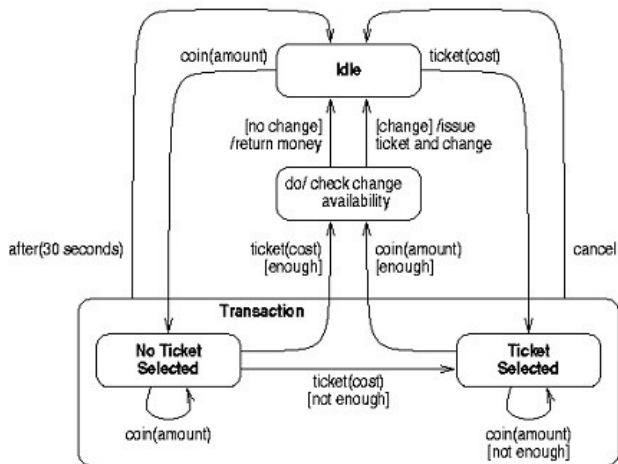 coin(amount)
Idle
ticket(cost)
[no change]
/return money
[change] /issue
ticket and change
do/ check change
availability
after(30 seconds)
ticket(cost)
[enough]
coin(amount)
[enough]
cancel
Transaction
No Ticket
Selected
Ticket
Selected
ticket(cost)
[not enough]
coin(amount)
coin(amount)
[not enough]